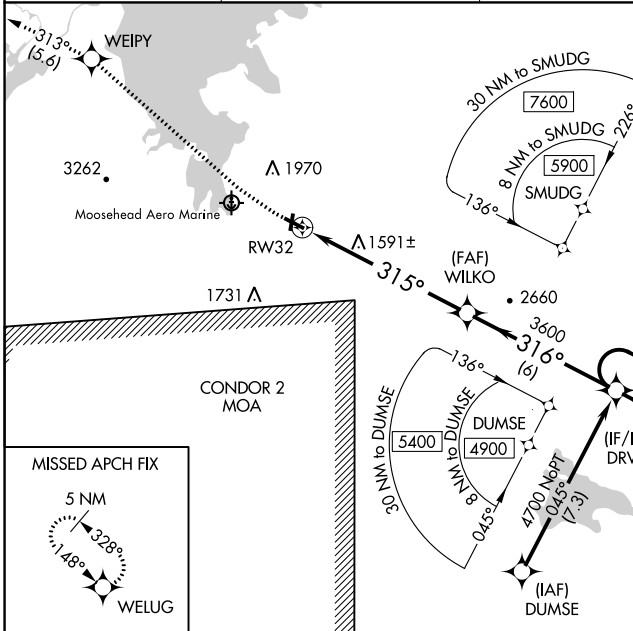 313°
(5.6)
WEIPY
30 NM to SMUDG
7600
8 NM to SMUDG
5900
226°
SMUDG
136°
3262
1970
Moosehead Aero Marine
RW32
1591±
315°
(FAF)
WILKO
1731
2660
3600
316°
(6)
CONDOR 2
MOA
136°
30 NM to DUMSE
5400
8 NM to DUMSE
DUMSE
4900
045°
4700 NoPT
045°
(7.3)
(IF/
DRV
(IAF)
DUMSE
MISSED APCH FIX
5 NM
328°
148°
WELUG